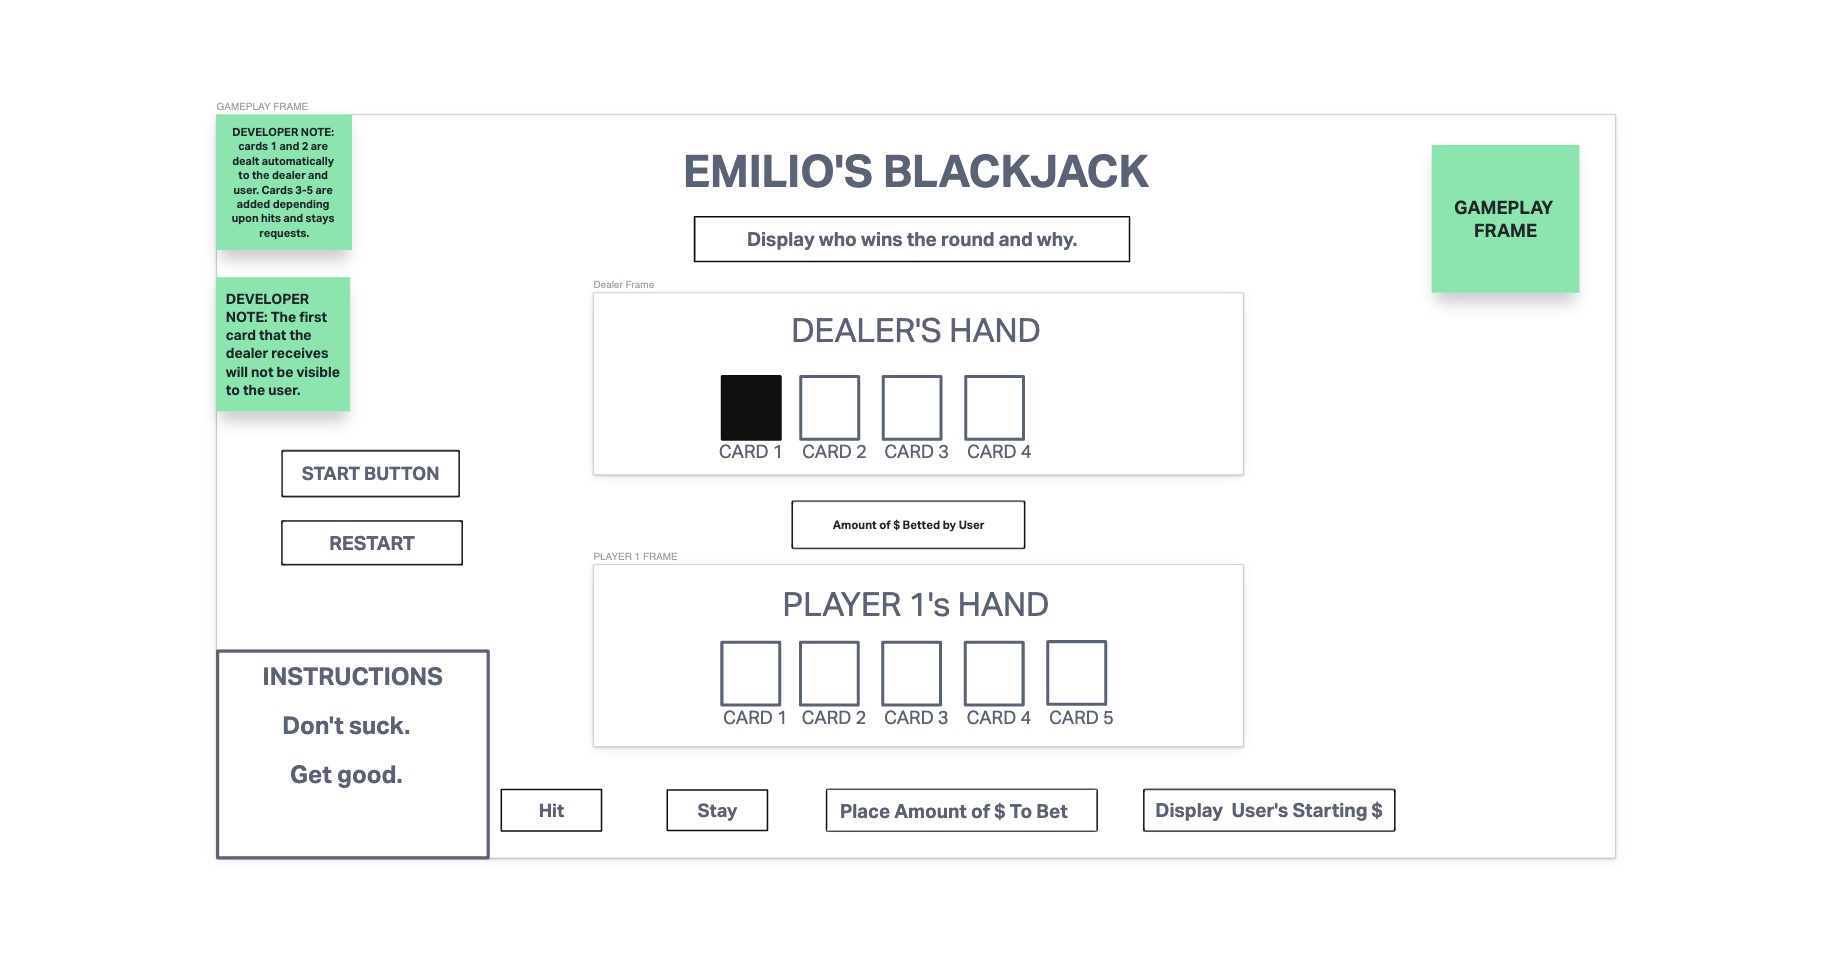 GAMEPLAY FRAME
DEVELOPER NOTE:
cards 1 and 2 are
dealt automatically
to the dealer and
user. Cards 3-5 are
added depending
upon hits and stays
requests.
EMILIO'S BLACKJACK
Display who wins the round and why.
GAMEPLAY
FRAME
DEVELOPER
NOTE: The first
card that the
dealer receives
will not be visible
to the user.
Dealer Frame
DEALER'S HAND
CARD 1 CARD 2 CARD 3 CARD 4
START BUTTON
RESTART
Amount of $ Betted by User
PLAYER 1 FRAME
PLAYER 1's HAND
CARD 1 CARD 2 CARD 3 CARD 4 CARD 5
INSTRUCTIONS
Don't suck.
Get good.
Hit
Stay
Place Amount of $ To Bet
Display User's Starting $